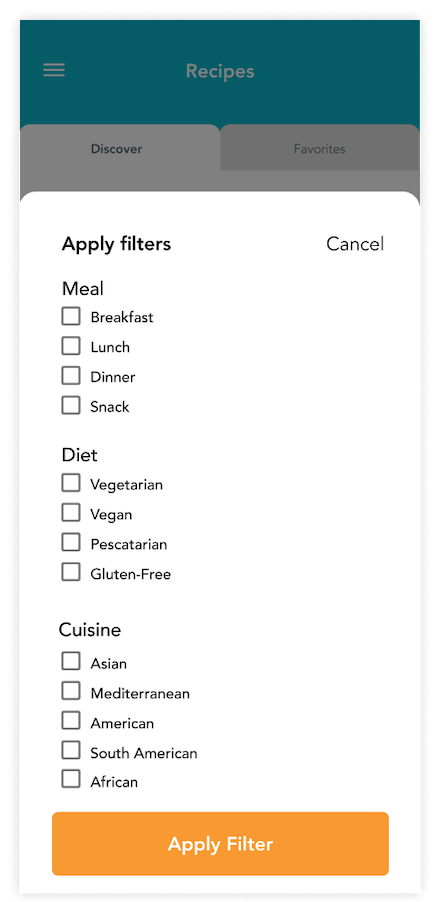 Recipes
Discover Favorites
Apply filters Cancel
Meal
Breakfast
Lunch
Dinner
Snack
Diet
Vegetarian
Vegan
Pescatarian
Gluten-Free
Cuisine
Asian
Mediterranean
American
South American
African
Apply Filter